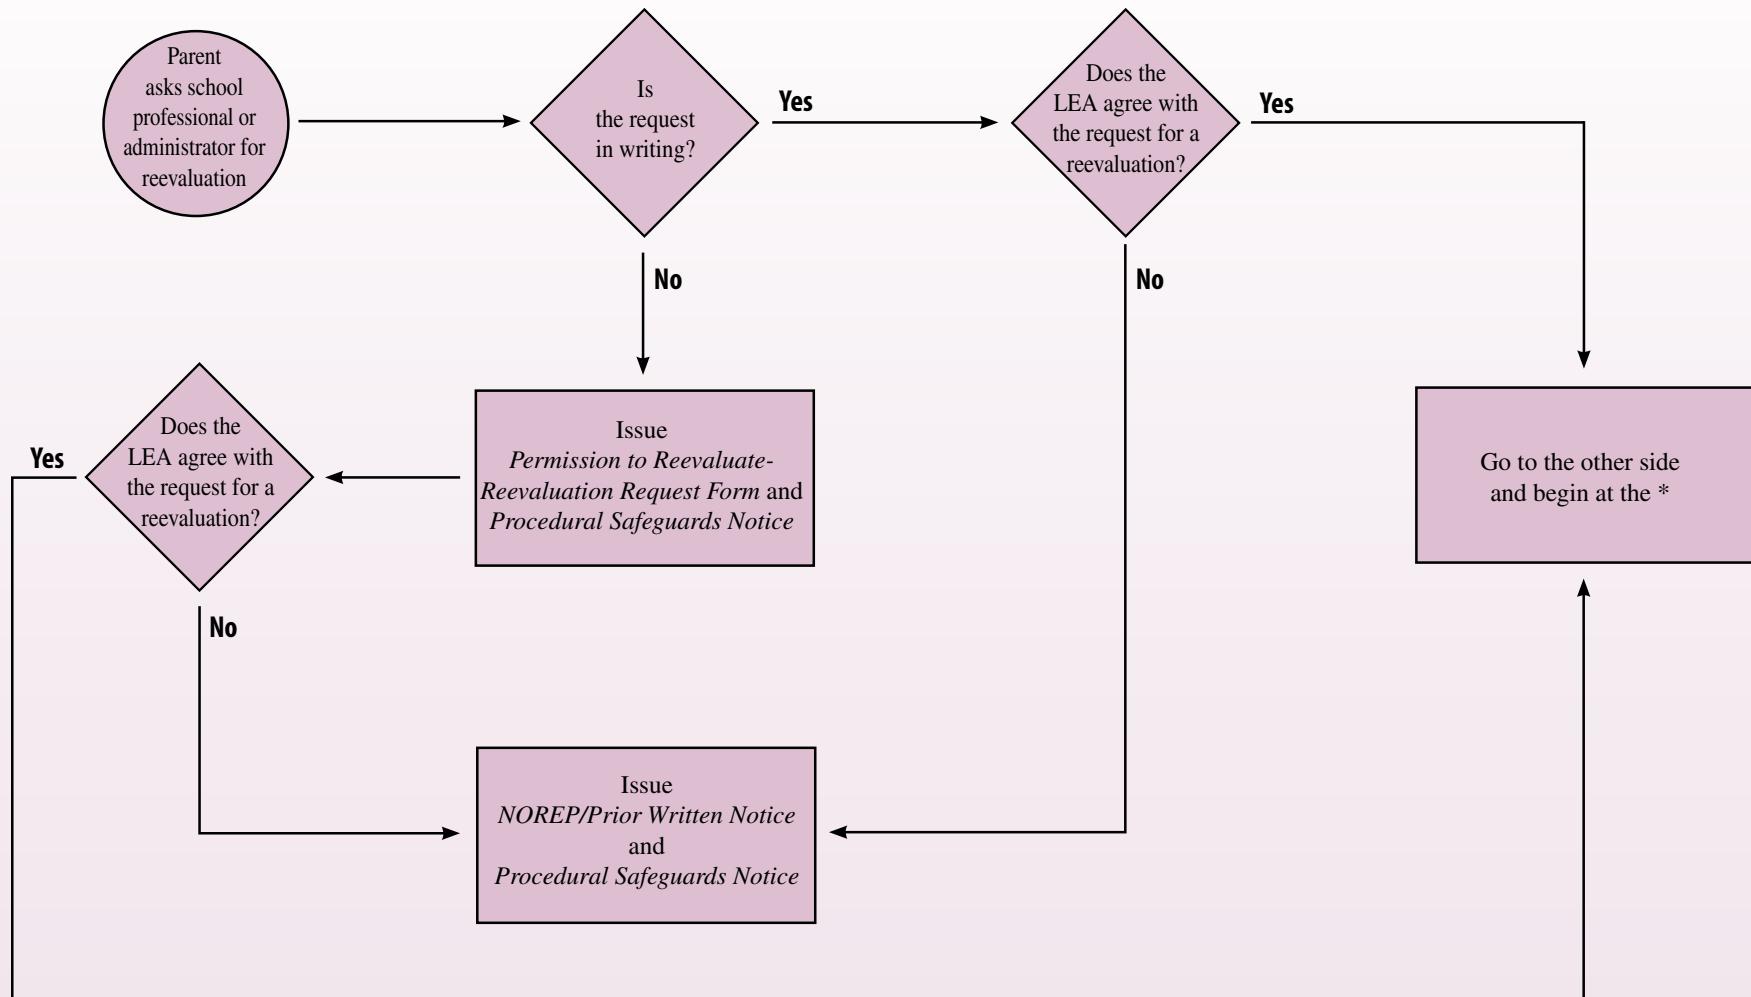 Parent
asks school
professional or
administrator for
reevaluation
Is
the request
in writing?
Yes
Does the
LEA agree with
the request for a
reevaluation?
Yes
No
No
Does the
LEA agree with
the request for a
reevaluation?
Yes
Issue
Permission to Reevaluate-
Reevaluation Request Form and
Procedural Safeguards Notice
Go to the other side
and begin at the *
No
Issue
NOREP/Prior Written Notice
and
Procedural Safeguards Notice